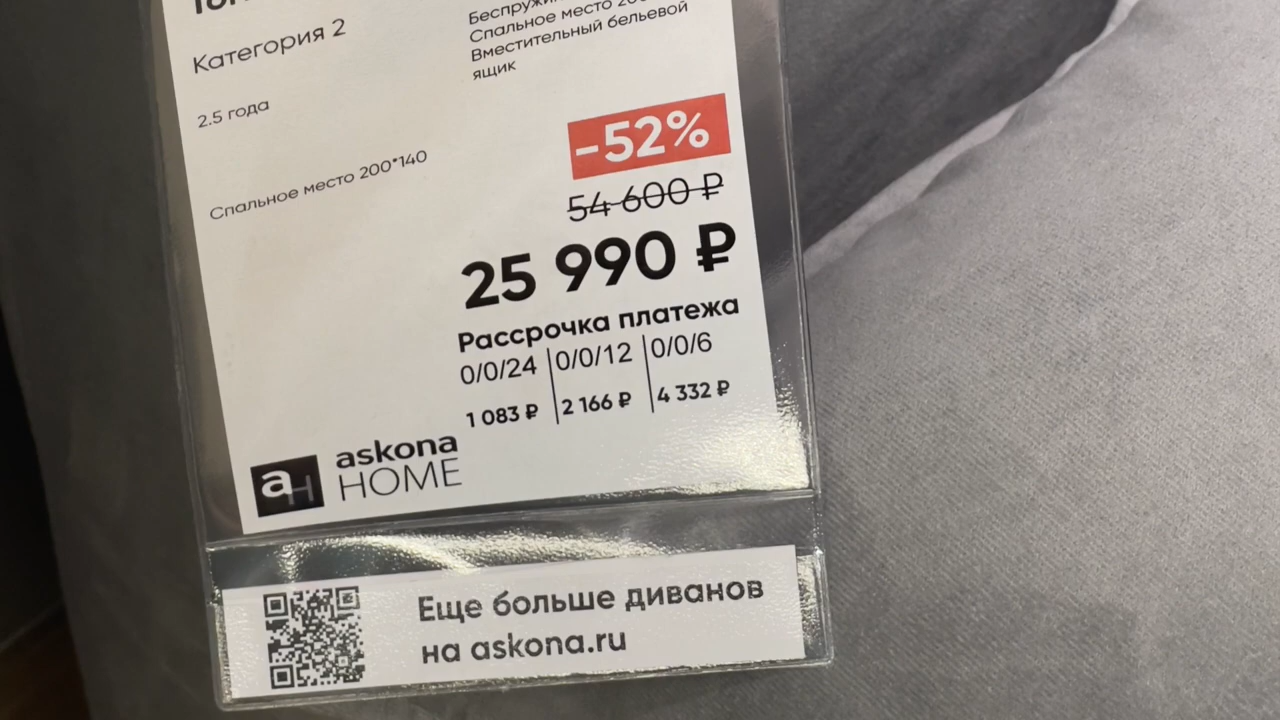 Категория 2
2.5 года
Спальное место 200*140
Спальное место
Вместительный бельевой
ящик
-52%
54 600 ₽
25 990 ₽
Рассрочка платежа
0/0/24 0/0/12 0/0/6
1 083 ₽ 2 166 ₽ 4 332 ₽
askona
HOME
Еще больше диванов
на askona.ru